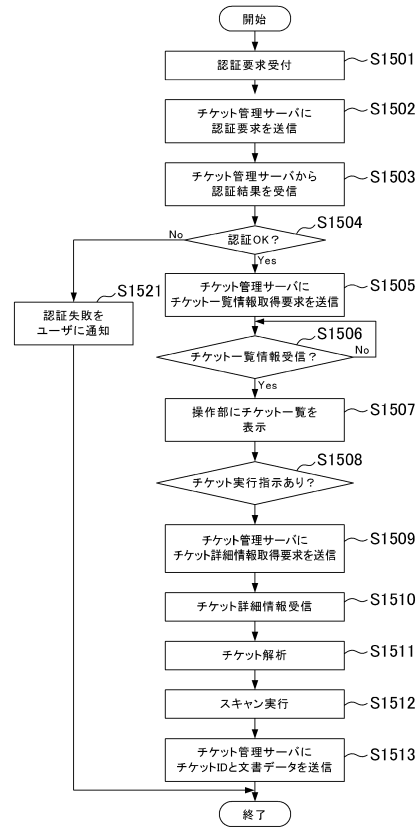 開始
認証要求受付
S1501
チケット管理サーバに
認証要求を送信
S1502
チケット管理サーバから
認証結果を受信
S1503
認証OK?
S1504
No
Yes
チケット管理サーバに
チケット一覧情報取得要求を送信
S1505
認証失敗を
ユーザに通知
S1521
チケット一覧情報受信?
S1506
No
Yes
操作部にチケット一覧を
表示
S1507
チケット実行指示あり?
S1508
チケット管理サーバに
チケット詳細情報取得要求を送信
S1509
チケット詳細情報受信
S1510
チケット解析
S1511
スキャン実行
S1512
チケット管理サーバに
チケットIDと文書データを送信
S1513
終了